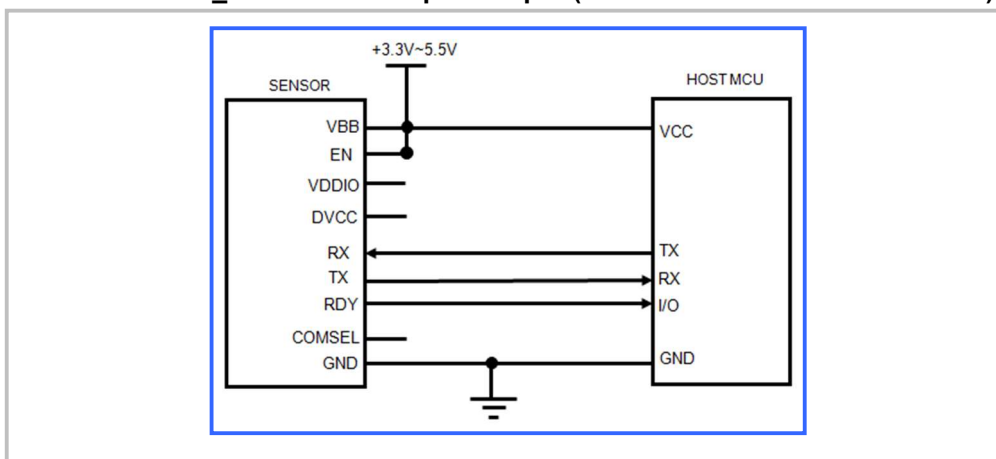 +3.3V~5.5V
SENSOR
HOST MCU
VBB
VCC
EN
VDDIO
DVCC
RX
TX
TX
RX
RDY
I/O
COMSEL
GND
GND